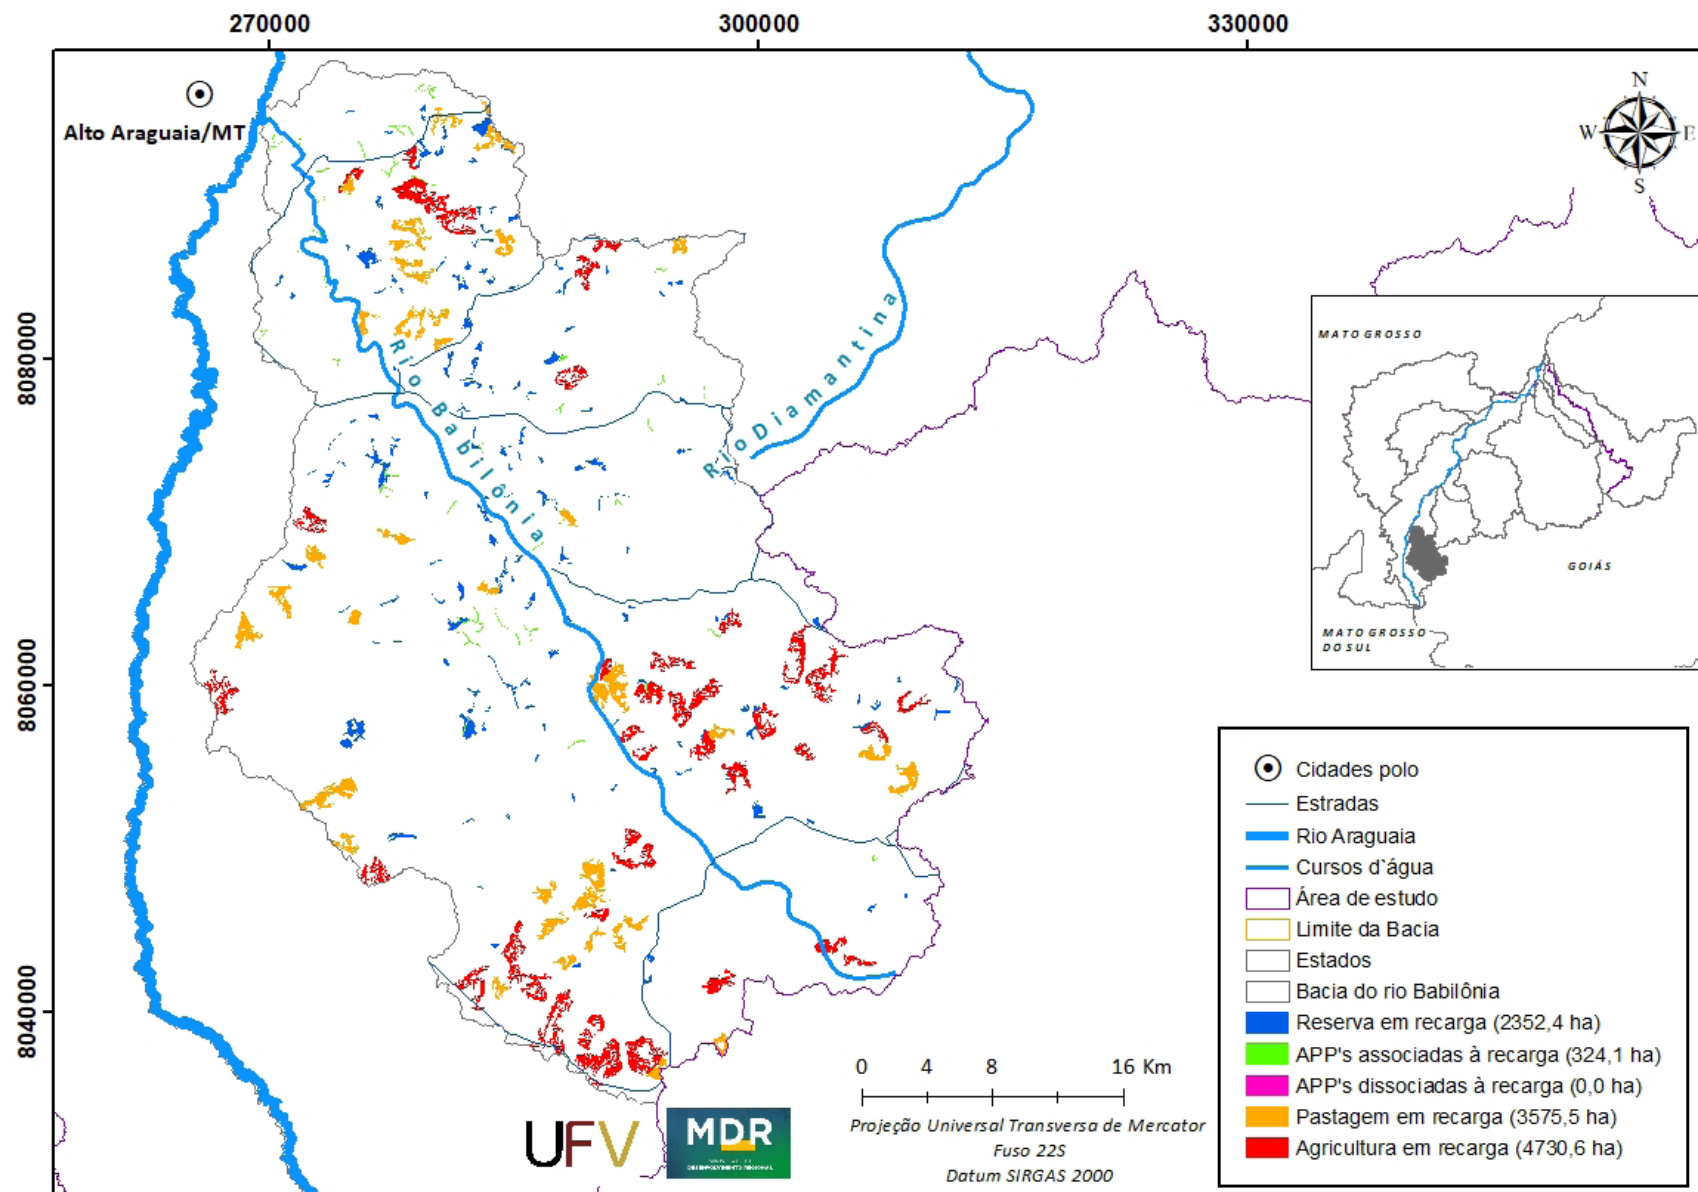 270000
300000
330000
Alto Araguaia/MT
N
W
E
S
8080000
8060000
8040000
Rio Diamantina
Rio Babilônia
MATO GROSSO
GOIÁS
MATO GROSSO
DO SUL
Cidades polo
Estradas
Rio Araguaia
Cursos d`água
Área de estudo
Limite da Bacia
Estados
Bacia do rio Babilônia
Reserva em recarga (2352,4 ha)
APP's associadas à recarga (324,1 ha)
APP's dissociadas à recarga (0,0 ha)
Pastagem em recarga (3575,5 ha)
Agricultura em recarga (4730,6 ha)
0 4 8 16 Km
Projeção Universal Transversa de Mercator
Fuso 22S
Datum SIRGAS 2000
UFV
MDR
DESENVOLVIMENTO REGIONAL